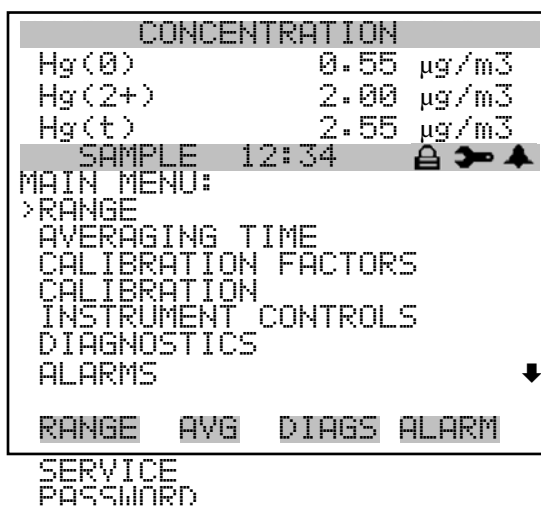 CONCENTRATION
Hg(0) 0.55 μg/m3
Hg(2+) 2.00 μg/m3
Hg(t) 2.55 μg/m3
SAMPLE 12:34
MAIN MENU:
>RANGE
AVERAGING TIME
CALIBRATION FACTORS
CALIBRATION
INSTRUMENT CONTROLS
DIAGNOSTICS
ALARMS
RANGE AVG DIAGS ALARM
SERVICE
PASSWORD